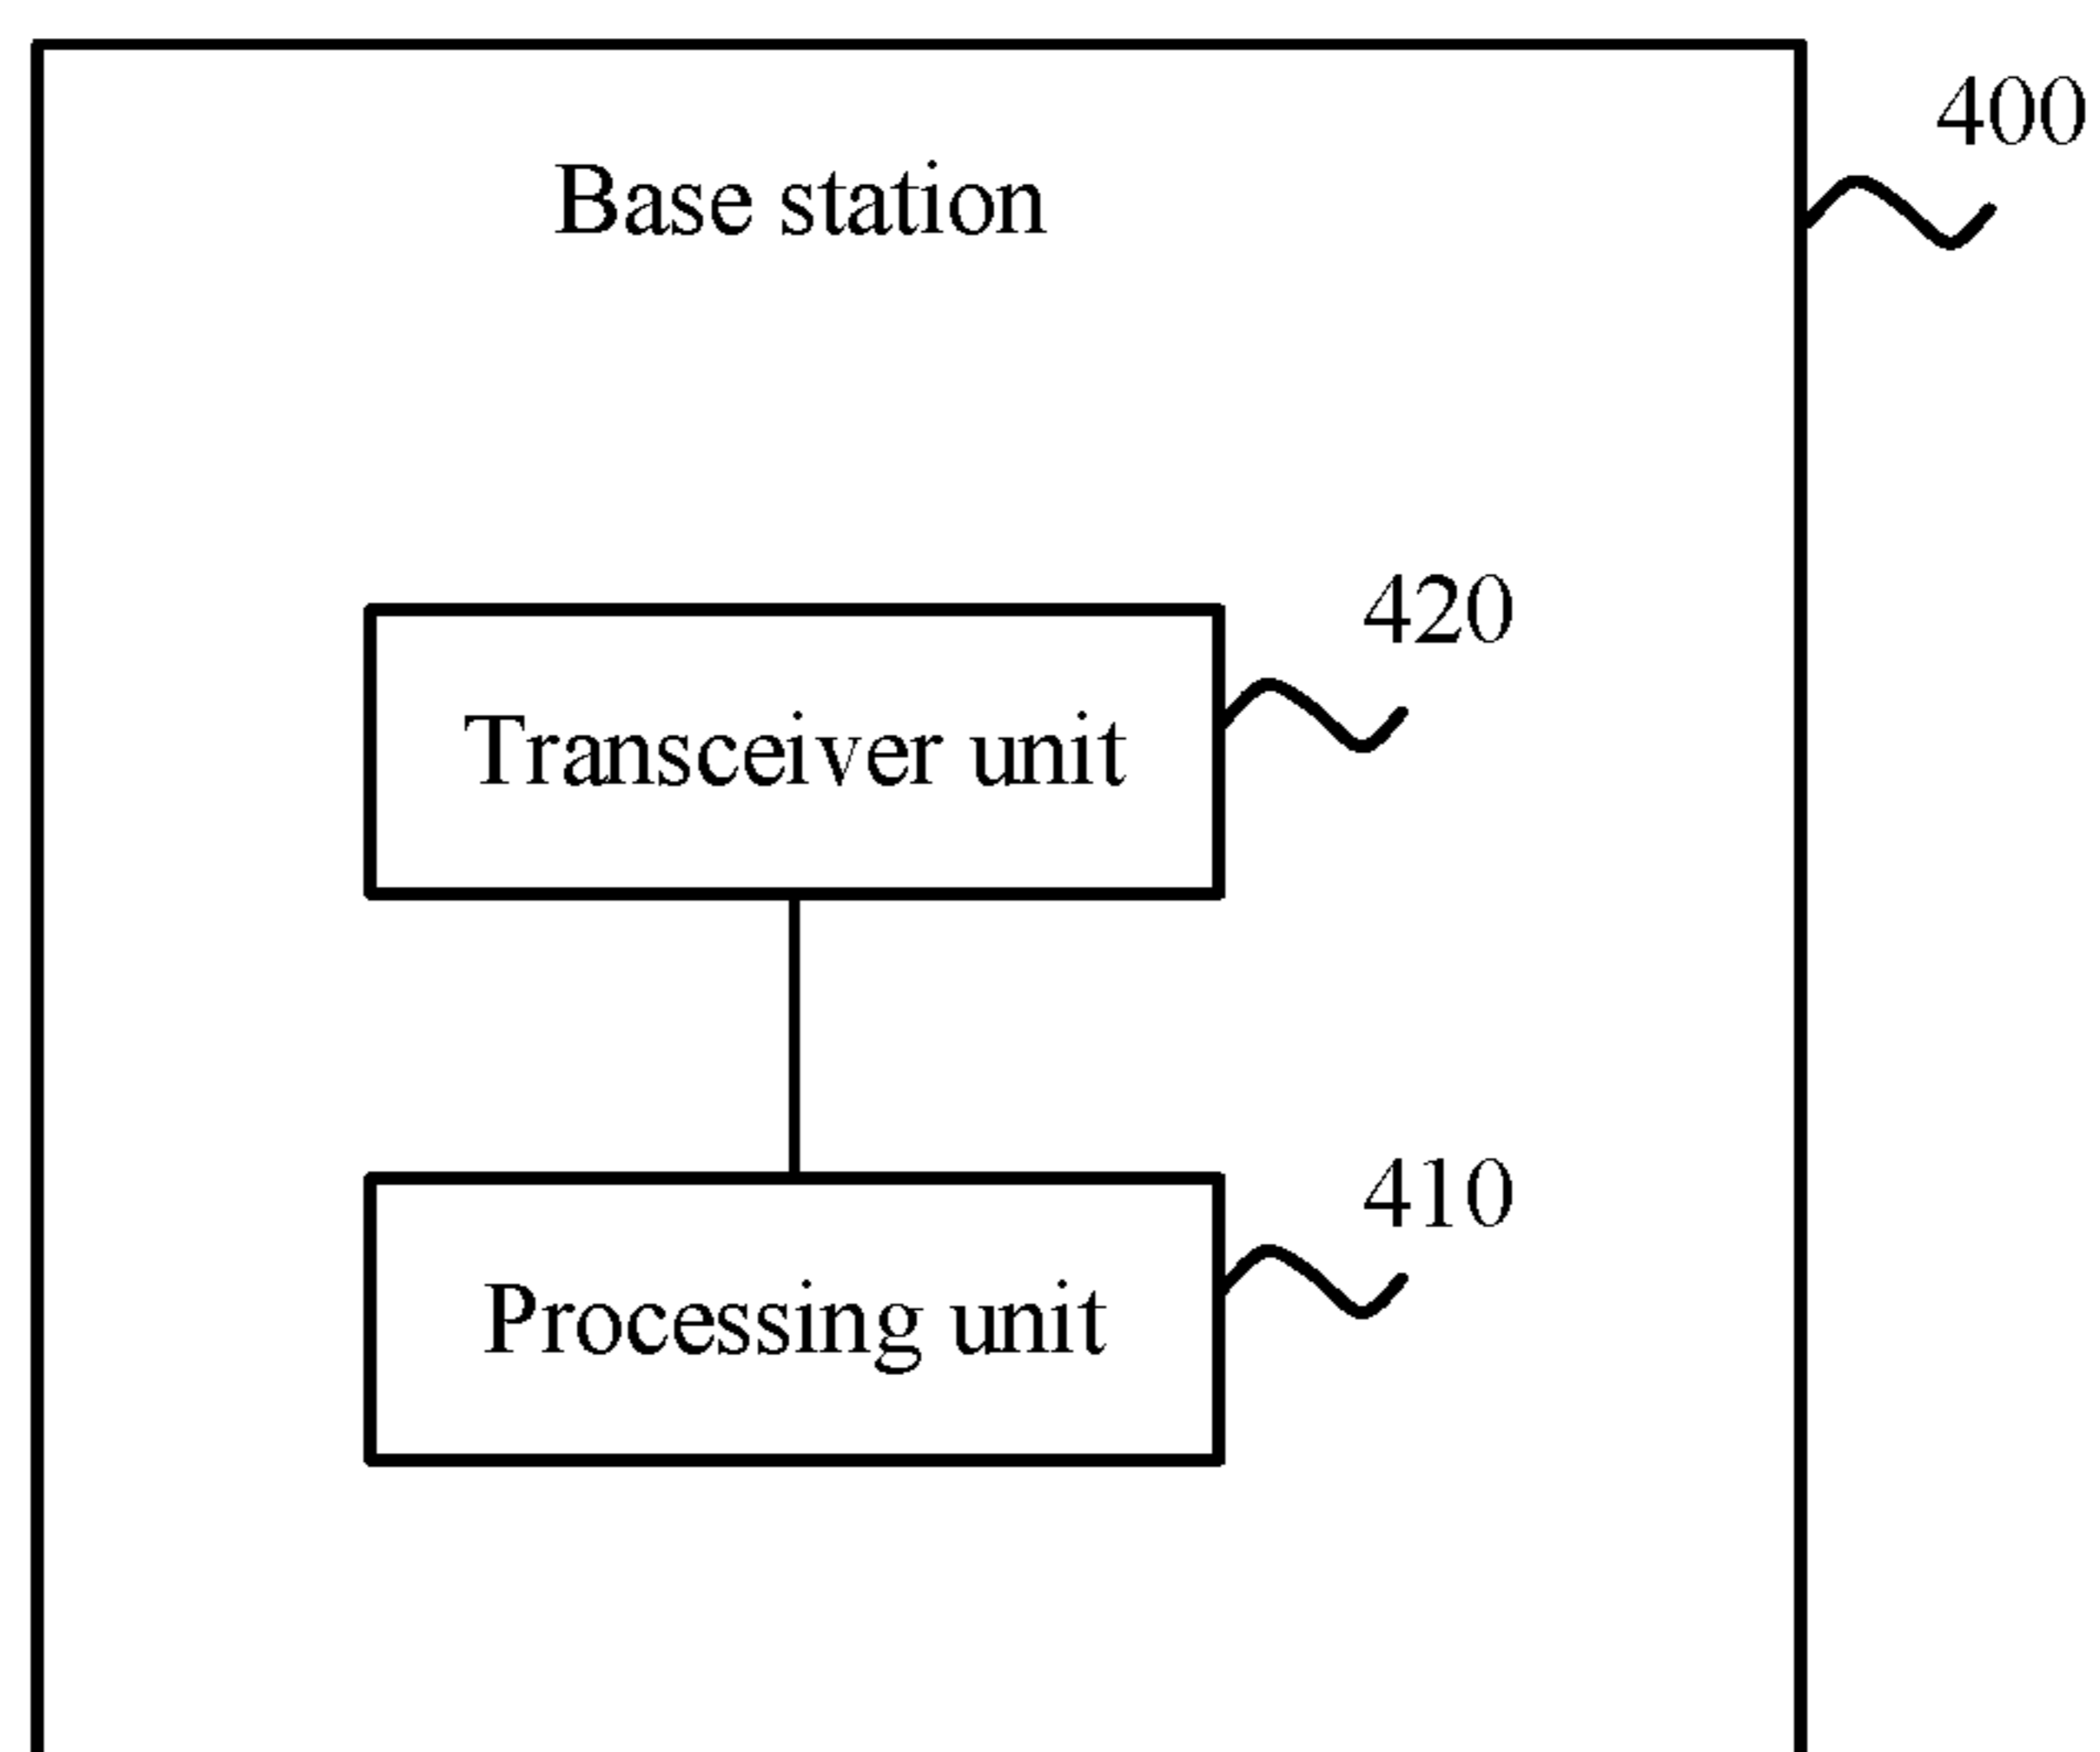 400
Base station
420
Transceiver unit
410
Processing unit